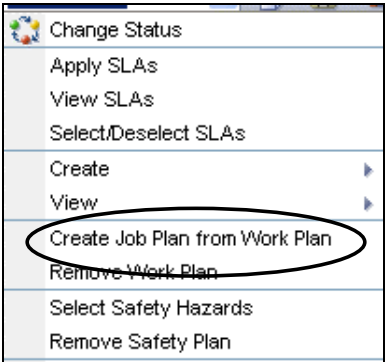 Change Status
Apply SLAs
View SLAs
Select/Deselect SLAs
Create
View
Create Job Plan from Work Plan
Remove Work Plan
Select Safety Hazards
Remove Safety Plan